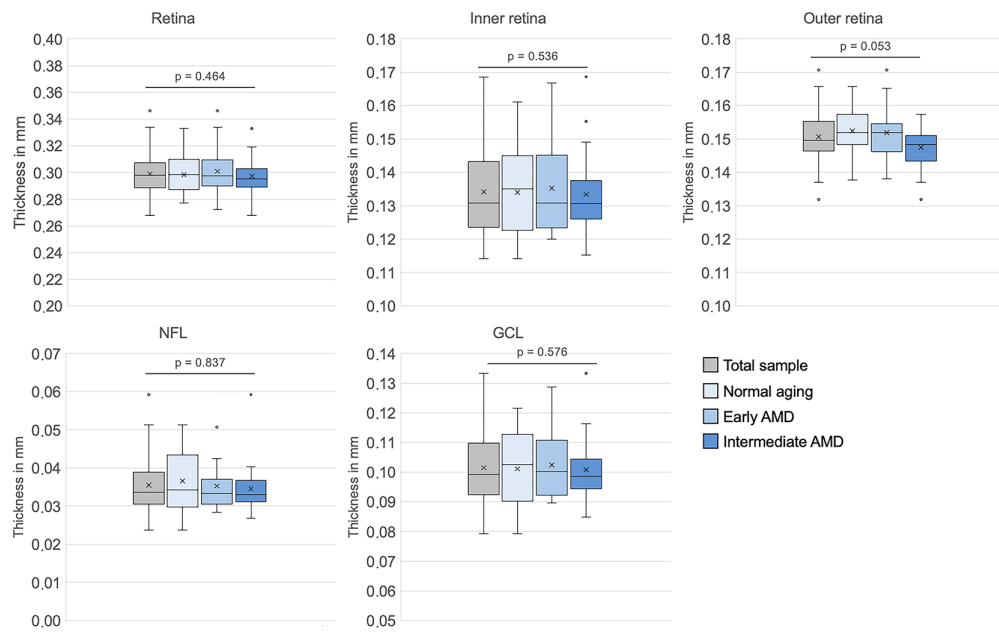 Retina
0.40
0.38
0.36
0.34
0.32
0.30
0.28
0.26
0.24
0.22
0.20
Thickness in mm
p = 0.464
Inner retina
0.18
0.17
0.16
0.15
0.14
0.13
0.12
0.11
0.10
Thickness in mm
p = 0.536
Outer retina
0.18
0.17
0.16
0.15
0.14
0.13
0.12
0.11
0.10
Thickness in mm
p = 0.053
NFL
0.07
0.06
0.05
0.04
0.03
0.02
0.01
0.00
Thickness in mm
p = 0.837
GCL
0.14
0.13
0.12
0.11
0.10
0.09
0.08
0.07
0.06
0.05
Thickness in mm
p = 0.576
Total sample
Normal aging
Early AMD
Intermediate AMD